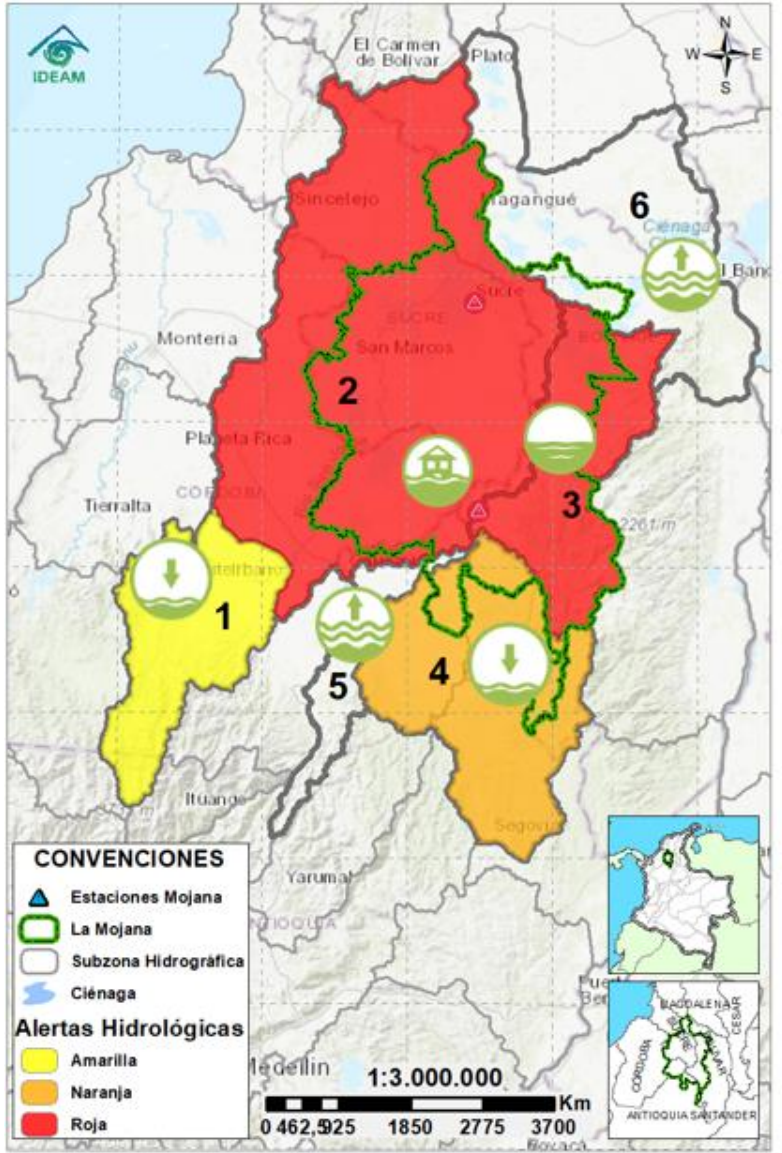 IDEAM
N
W E
S
El Carmen
de Bolívar
Plato
Sincelejo
Magangué
6
Ciénaga
l Banc
Sucre
SUCRE
Montería
San Marcos
2
Planeta Rica
CÓRDOBA
Tierralta
3
2261 m
1
4
5
Ituango
Segovia
Yarumal
ANTIOQUIA
Medellín
CONVENCIONES
Estaciones Mojana
La Mojana
Subzona Hidrográfica
Ciénaga
Alertas Hidrológicas
Amarilla
Naranja
Roja
1:3.000.000
Km
0 462,5 925 1850 2775 3700
Boyacá
MAGDALENA
CESAR
CÓRDOBA
ANTIOQUIA SANTANDER